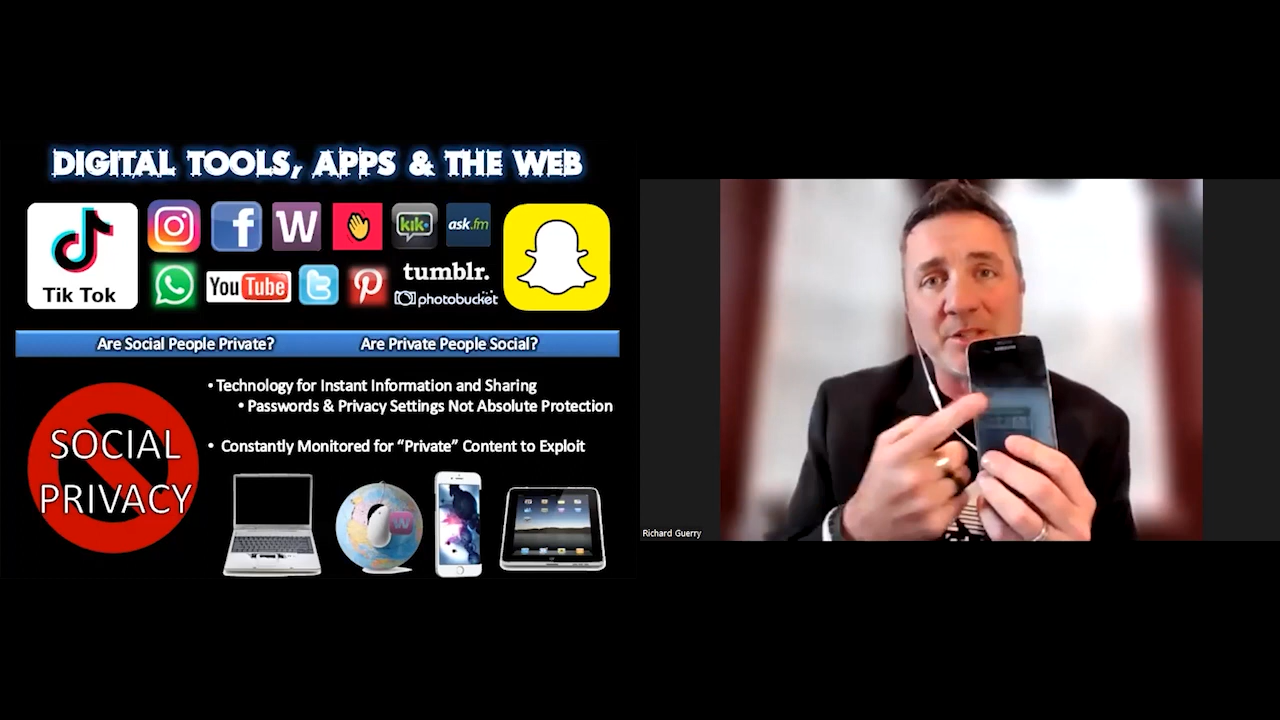 DIGITAL TOOLS, APPS & THE WEB
Tik Tok
W
kik
ask.fm
YouTube
tumblr.
photobucket
Are Social People Private? Are Private People Social?
• Technology for Instant Information and Sharing
• Passwords & Privacy Settings Not Absolute Protection
• Constantly Monitored for “Private” Content to Exploit
SOCIAL
PRIVACY
Richard Guerry